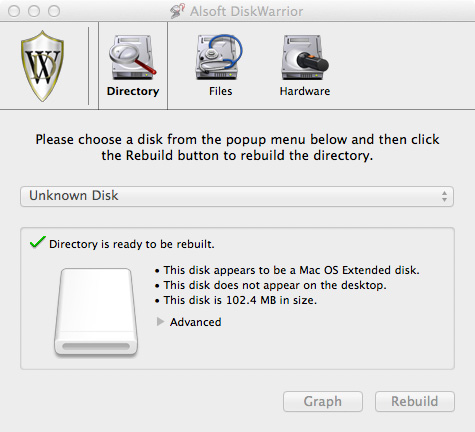 Alsoft DiskWarrior
W
Directory
Files
Hardware
Please choose a disk from the popup menu below and then click
the Rebuild button to rebuild the directory.
Unknown Disk
Directory is ready to be rebuilt.
• This disk appears to be a Mac OS Extended disk.
• This disk does not appear on the desktop.
• This disk is 102.4 MB in size.
Advanced
Graph
Rebuild